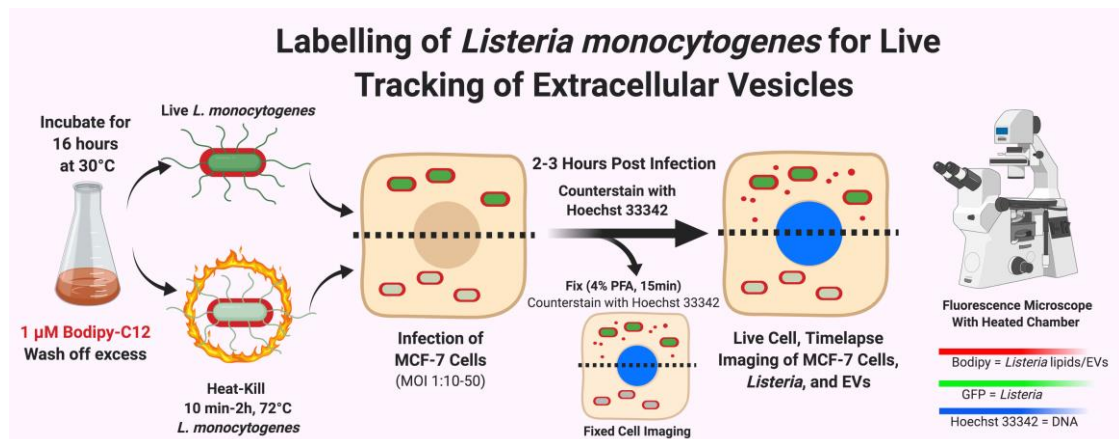 Labelling of Listeria monocytogenes for Live
Tracking of Extracellular Vesicles
Incubate for
16 hours
at 30°C
1 µM Bodipy-C12
Wash off excess
Live L. monocytogenes
Heat-Kill
10 min-2h, 72°C
L. monocytogenes
Infection of
MCF-7 Cells
(MOI 1:10-50)
2-3 Hours Post Infection
Counterstain with
Hoechst 33342
Fix (4% PFA, 15min)
Counterstain with Hoechst 33342
Fixed Cell Imaging
Live Cell, Timelapse
Imaging of MCF-7 Cells,
Listeria, and EVs
Fluorescence Microscope
With Heated Chamber
Bodipy = Listeria lipids/EVs
GFP = Listeria
Hoechst 33342 = DNA